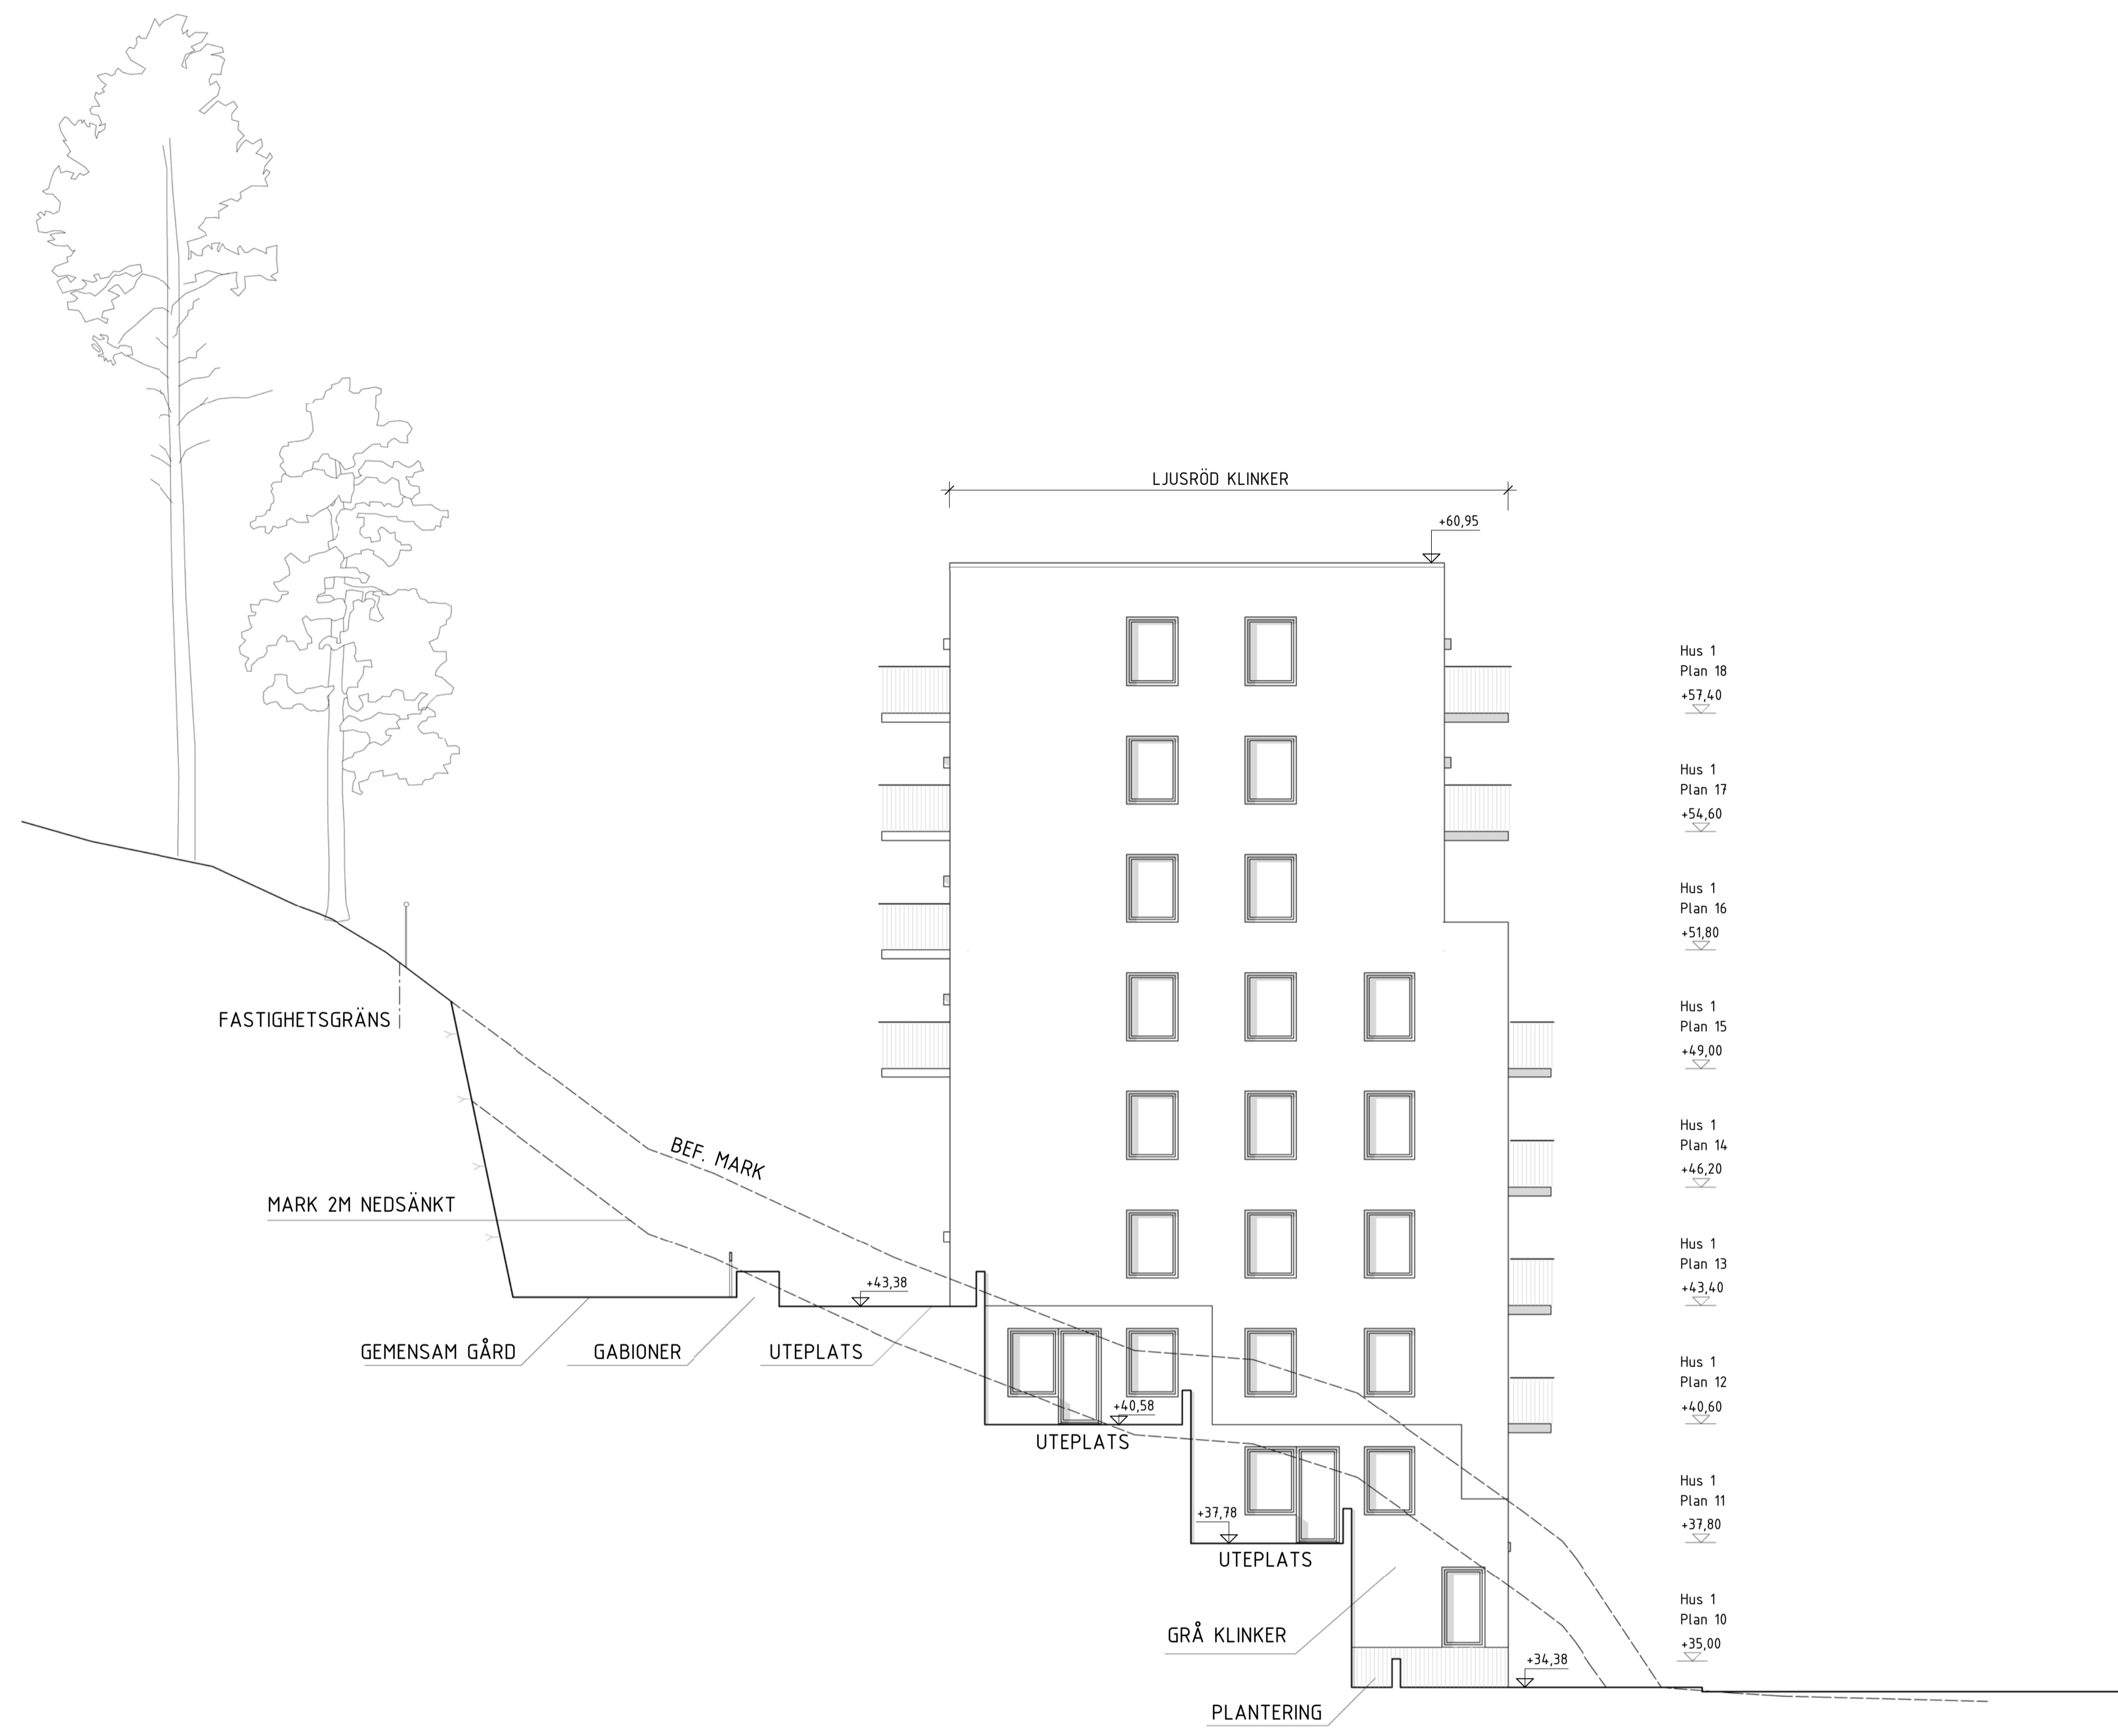 LJUSRÖD KLINKER
+60,95
Hus 1
Plan 18
+57,40
Hus 1
Plan 17
+54,60
Hus 1
Plan 16
+51,80
Hus 1
Plan 15
+49,00
FASTIGHETSGRÄNS
Hus 1
Plan 14
+46,20
BEF. MARK
MARK 2M NEDSÄNKT
Hus 1
Plan 13
+43,40
+43,38
GEMENSAM GÅRD
GABIONER
UTEPLATS
Hus 1
Plan 12
+40,60
+40,58
UTEPLATS
Hus 1
Plan 11
+37,80
+37,78
UTEPLATS
Hus 1
Plan 10
+35,00
GRÅ KLINKER
+34,38
PLANTERING